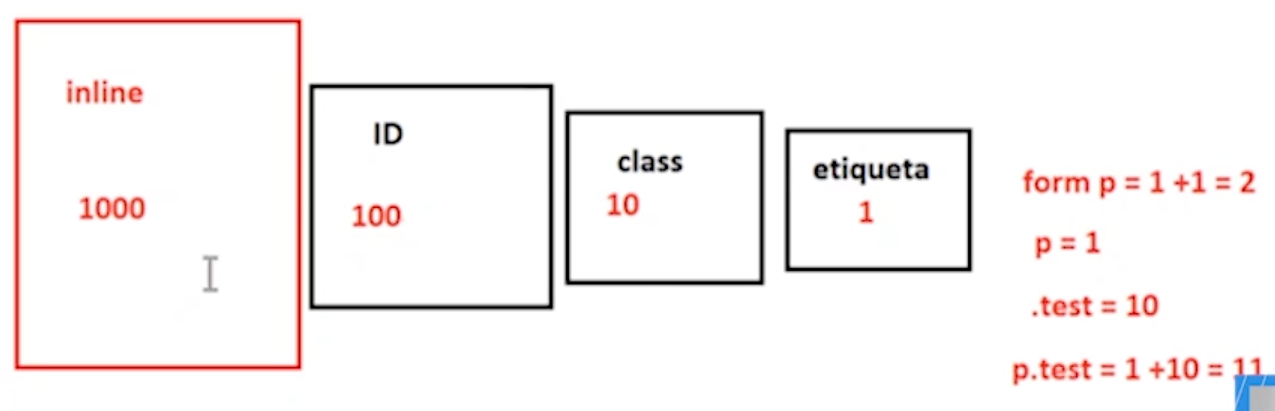 inline
1000
ID
100
class
10
etiqueta
1
form p = 1 +1 = 2
p = 1
.test = 10
p.test = 1 +10 = 11